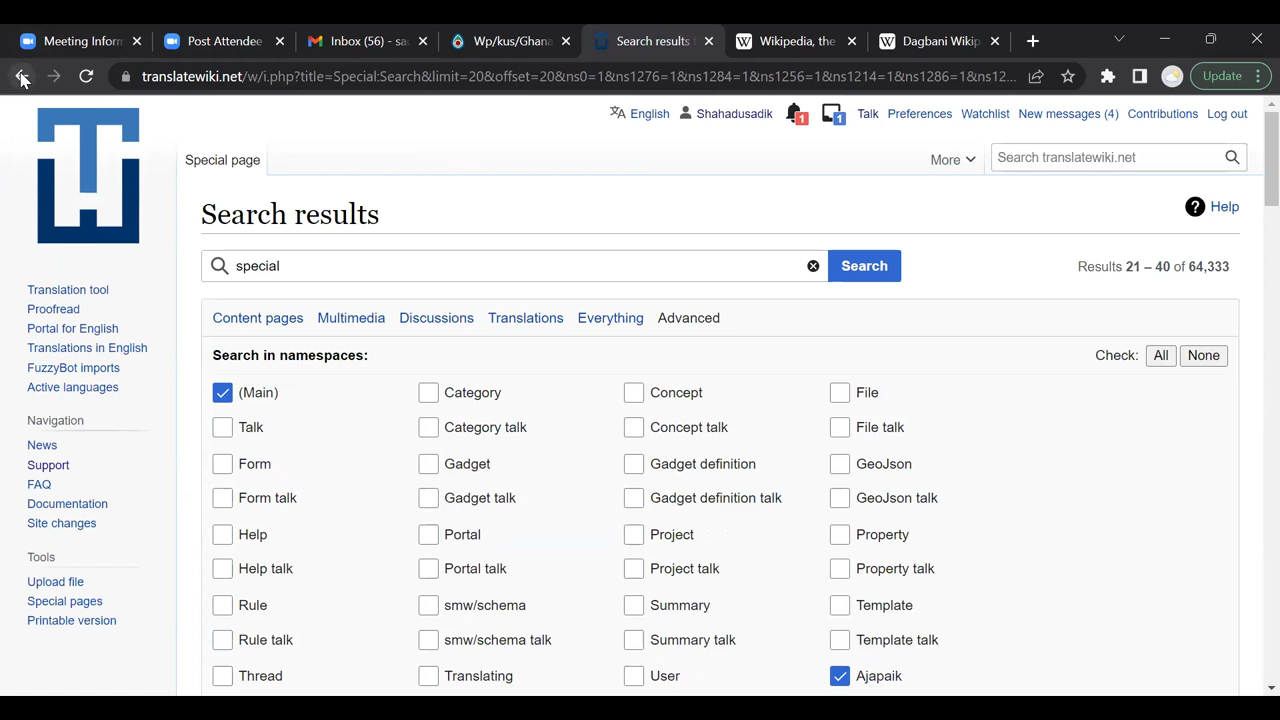 Meeting Inform
Post Attendee
Inbox (56) - sa
Wp/kus/Ghana
Search results
Wikipedia, the
Dagbani Wikip
translatewiki.net/w/i.php?title=Special:Search&limit=20&offset=20&ns0=1&ns1276=1&ns1284=1&ns1256=1&ns1214=1&ns1286=1&ns12...
Update
English Shahadusadik 1 1 Talk Preferences Watchlist New messages (4) Contributions Log out
Special page
More
Search translatewiki.net
Search results
Help
special
Search
Results 21 – 40 of 64,333
Content pages Multimedia Discussions Translations Everything Advanced
Search in namespaces:
Check: All None
(Main) Category Concept File
Talk Category talk Concept talk File talk
Form Gadget Gadget definition GeoJson
Form talk Gadget talk Gadget definition talk GeoJson talk
Help Portal Project Property
Help talk Portal talk Project talk Property talk
Rule smw/schema Summary Template
Rule talk smw/schema talk Summary talk Template talk
Thread Translating User Ajapaik
Translation tool
Proofread
Portal for English
Translations in English
FuzzyBot imports
Active languages
Navigation
News
Support
FAQ
Documentation
Site changes
Tools
Upload file
Special pages
Printable version